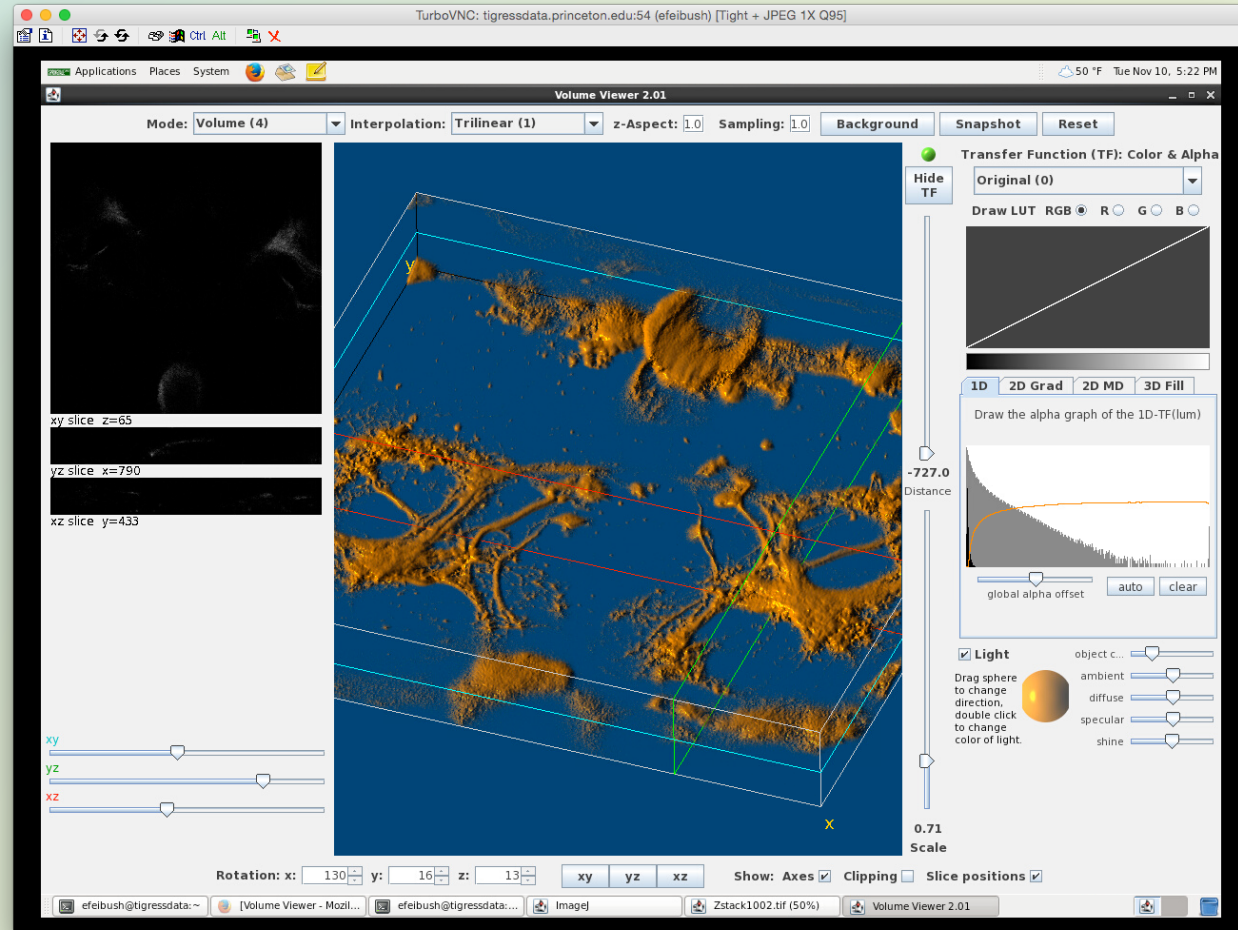 TurboVNC: tigressdata.princeton.edu:54 (efeibush) [Tight + JPEG 1X Q95]
Ctrl Alt
Applications Places System 50 °F Tue Nov 10, 5:22 PM
Volume Viewer 2.01
Mode: Volume (4) Interpolation: Trilinear (1) z-Aspect: 1.0 Sampling: 1.0 Background Snapshot Reset
Transfer Function (TF): Color & Alpha
Hide TF
Original (0)
Draw LUT RGB R G B
y
1D 2D Grad 2D MD 3D Fill
Draw the alpha graph of the 1D-TF(lum)
xy slice z=65
yz slice x=790
-727.0
Distance
xz slice y=433
global alpha offset auto clear
Light object c...
ambient
diffuse
specular
shine
Drag sphere
to change
direction,
double click
to change
color of light.
xy
yz
xz
x
0.71
Scale
Rotation: x: 130 y: 16 z: 13 xy yz xz Show: Axes Clipping Slice positions
efeibush@tigressdata:~ [Volume Viewer - Mozil... efeibush@tigressdata:... ImageJ Zstack1002.tif (50%) Volume Viewer 2.01